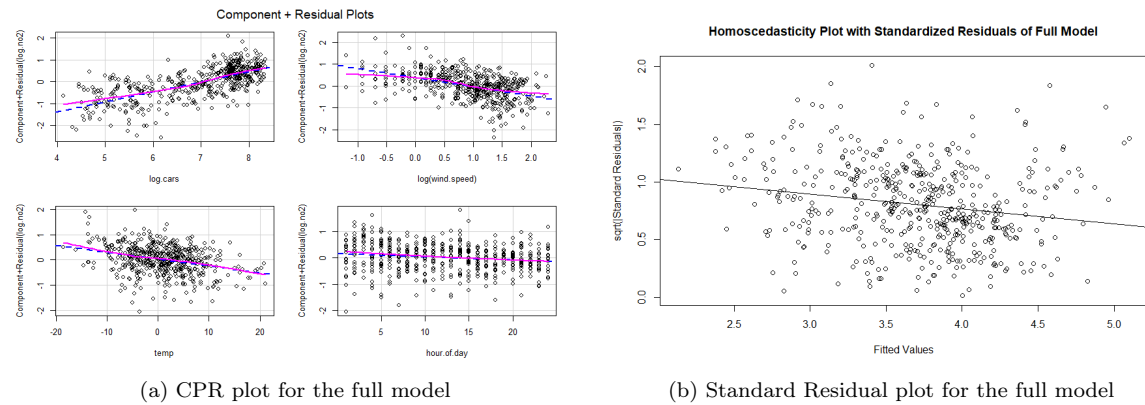 Component + Residual Plots
Component+Residual(log.no2)
2
1
0
-1
-2
4 5 6 7 8
log.cars
Component+Residual(log.no2)
2
1
0
-1
-2
-1.0 -0.5 0.0 0.5 1.0 1.5 2.0
log(wind.speed)
Component+Residual(log.no2)
2
1
0
-1
-2
-20 -10 0 10 20
temp
Component+Residual(log.no2)
2
1
0
-1
-2
5 10 15 20
hour.of.day
(a) CPR plot for the full model
Homoscedasticity Plot with Standardized Residuals of Full Model
sqrt(|Standard Residuals|)
2.0
1.5
1.0
0.5
0.0
2.5 3.0 3.5 4.0 4.5 5.0
Fitted Values
(b) Standard Residual plot for the full model